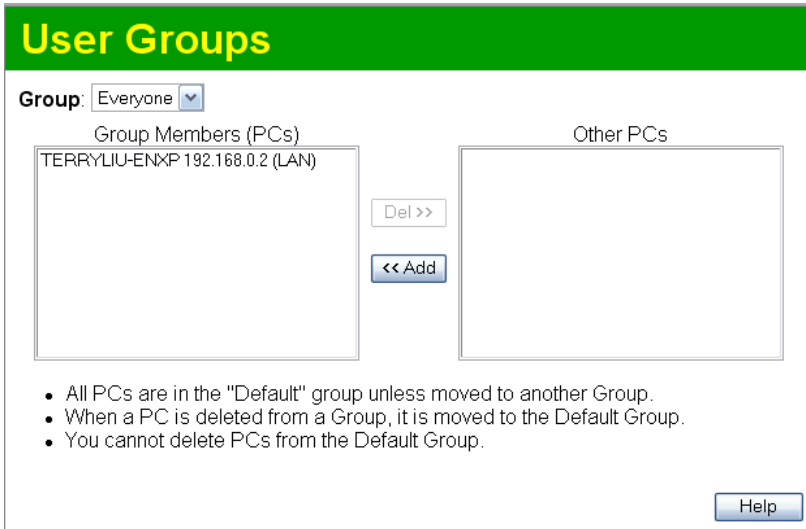 User Groups
Group: Everyone
Group Members (PCs)
Other PCs
TERRYLIU-ENXP 192.168.0.2 (LAN)
Del >>
<< Add
All PCs are in the "Default" group unless moved to another Group.
When a PC is deleted from a Group, it is moved to the Default Group.
You cannot delete PCs from the Default Group.
Help